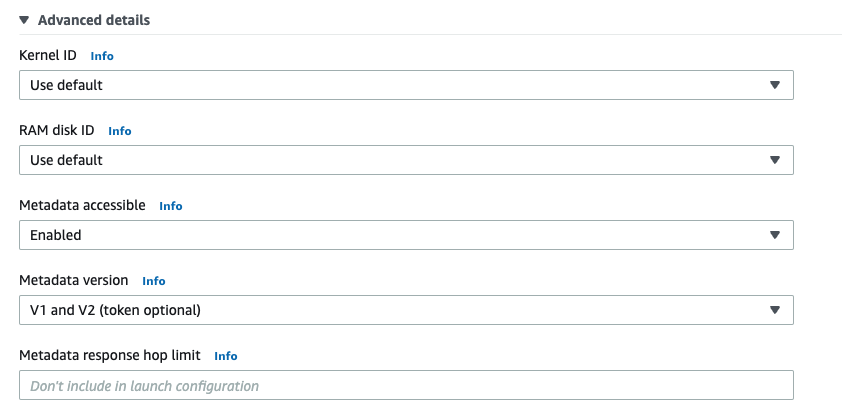 Advanced details
Kernel ID Info
Use default
RAM disk ID Info
Use default
Metadata accessible Info
Enabled
Metadata version Info
V1 and V2 (token optional)
Metadata response hop limit Info
Don't include in launch configuration